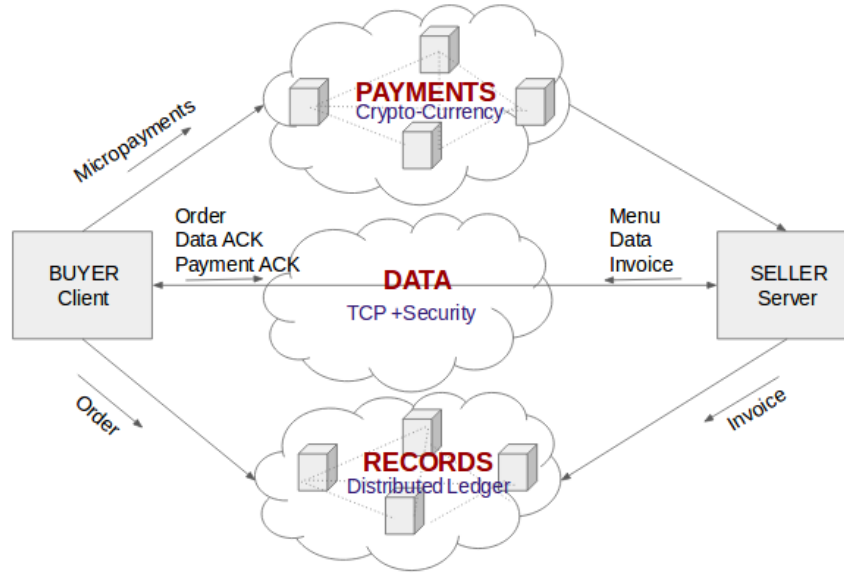 PAYMENTS
Crypto-Currency
Micropayments
Order
Data ACK
Payment ACK
Menu
Data
Invoice
BUYER
Client
DATA
TCP +Security
SELLER
Server
Order
Invoice
RECORDS
Distributed Ledger